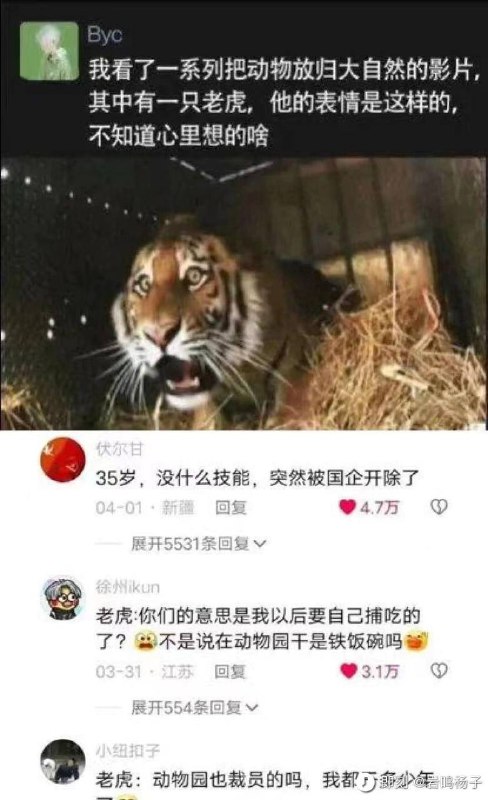 Byc
我看了一系列把动物放归大自然的影片,
其中有一只老虎, 他的表情是这样的,
不知道心里想的啥
伏尔甘
35岁，没什么技能，突然被国企开除了
04-01 · 新疆 回复 4.7万
展开5531条回复
徐州ikun
老虎:你们的意思是我以后要自己捕吃的
了？😨不是说在动物园干是铁饭碗吗
03-31 · 江苏 回复 3.1万
展开554条回复
小纽扣子
老虎：动物园也裁员的吗，我都
@岩鸣杨子